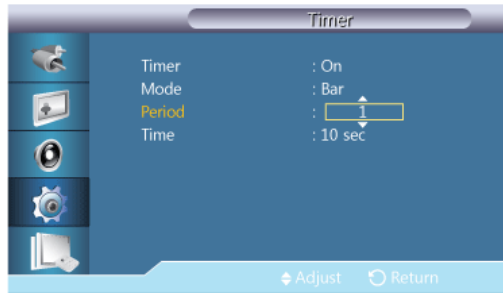 Timer
Timer : On
Mode : Bar
Period : 1
Time : 10 sec
Adjust Return